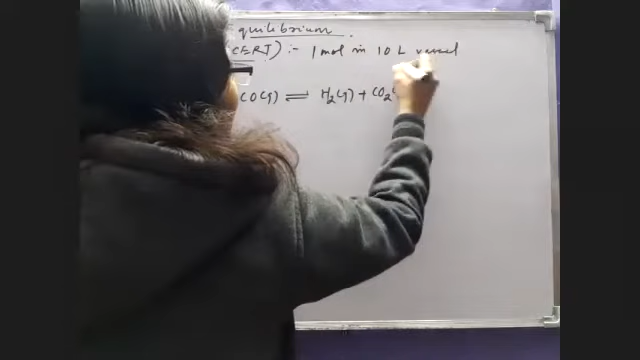 quilibrium.
CERT) :- 1 mol in 10 L vessel
CO(g) ⇌ H₂(g) + CO₂(